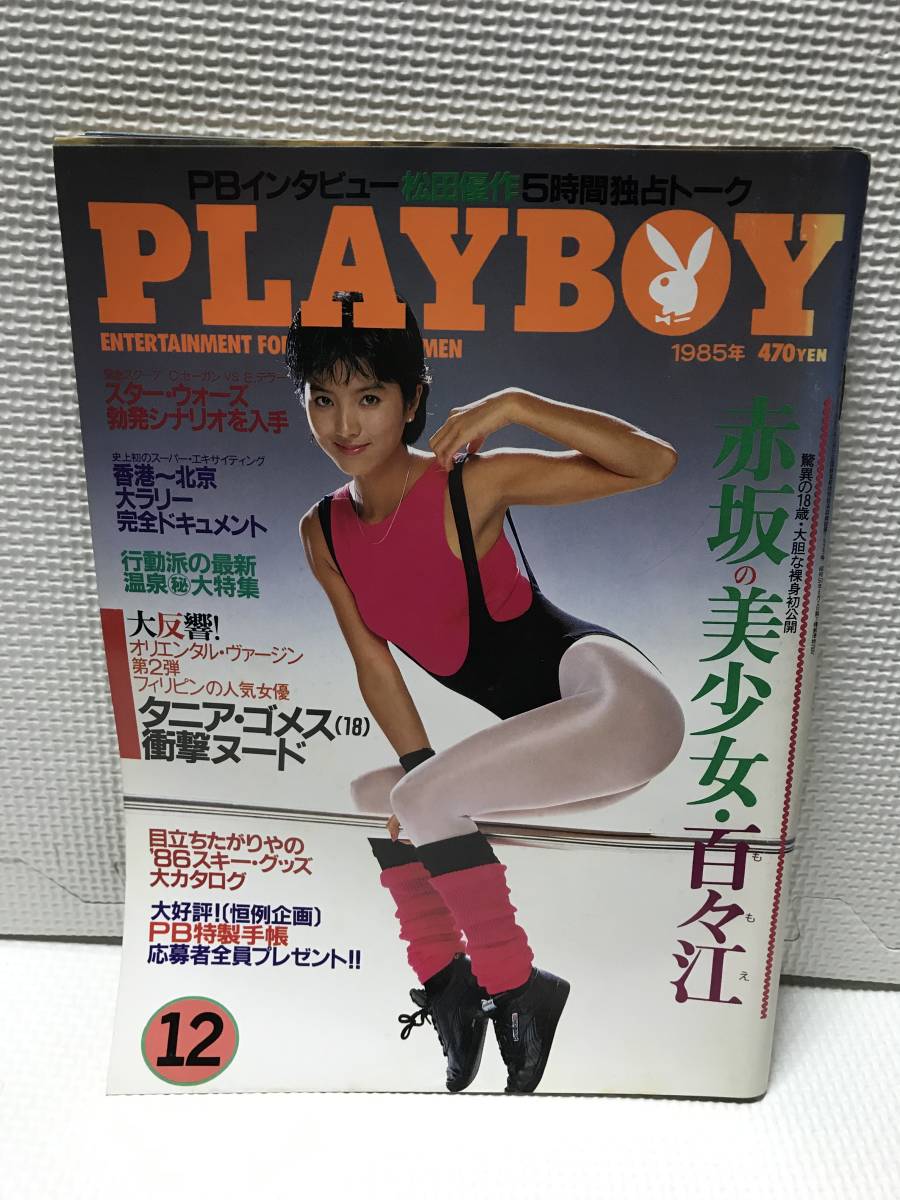 PBインタビュー松田優作5時間独占トーク
PLAYBOY
ENTERTAINMENT FO MEN
1985年 470YEN
C・セーガン VS. E.テラー
スター・ウォーズ
勃発シナリオを入手
史上初のスーパー・エキサイティング
香港〜北京
大ラリー
完全ドキュメント
行動派の最新
温泉㊙大特集
大反響!
オリエンタル・ヴァージン
第2弾
フィリピンの人気女優
タニア・ゴメス(18)
衝撃ヌード
目立ちたがりやの
'86スキー・グッズ
大カタログ
大好評!(恒例企画)
PB特製手帳
応募者全員プレゼント!!
12
驚異の18歳・大胆な裸身初公開
赤坂の美少女・百々江
ももえ